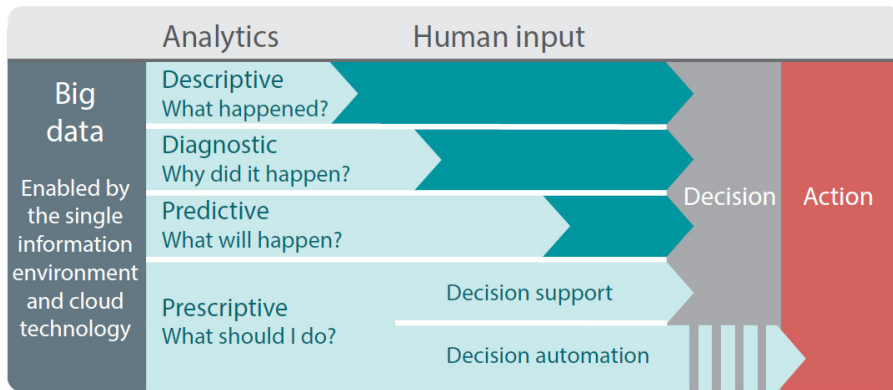 Analytics
Human input
Big
data
Enabled by
the single
information
environment
and cloud
technology
Descriptive
What happened?
Diagnostic
Why did it happen?
Predictive
What will happen?
Prescriptive
What should I do?
Decision support
Decision automation
Decision
Action